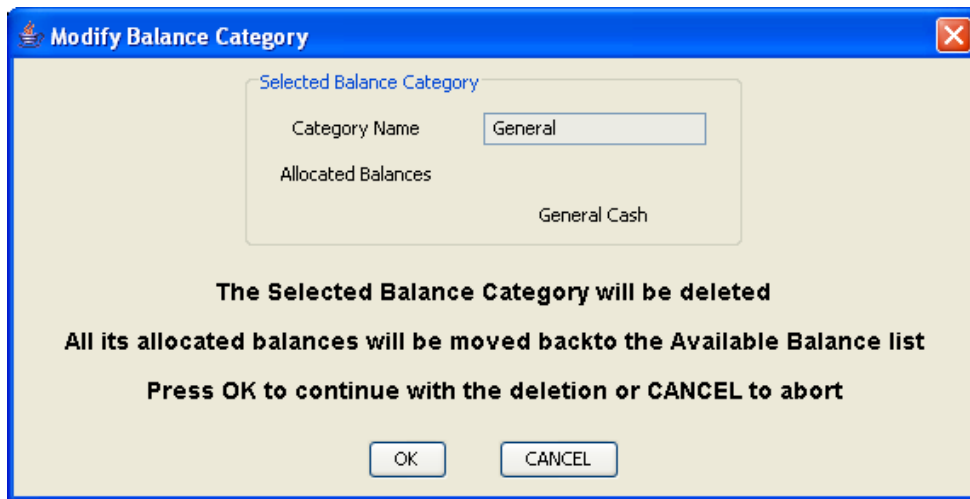 Modify Balance Category
Selected Balance Category
Category Name General
Allocated Balances
General Cash
The Selected Balance Category will be deleted
All its allocated balances will be moved backto the Available Balance list
Press OK to continue with the deletion or CANCEL to abort
OK CANCEL